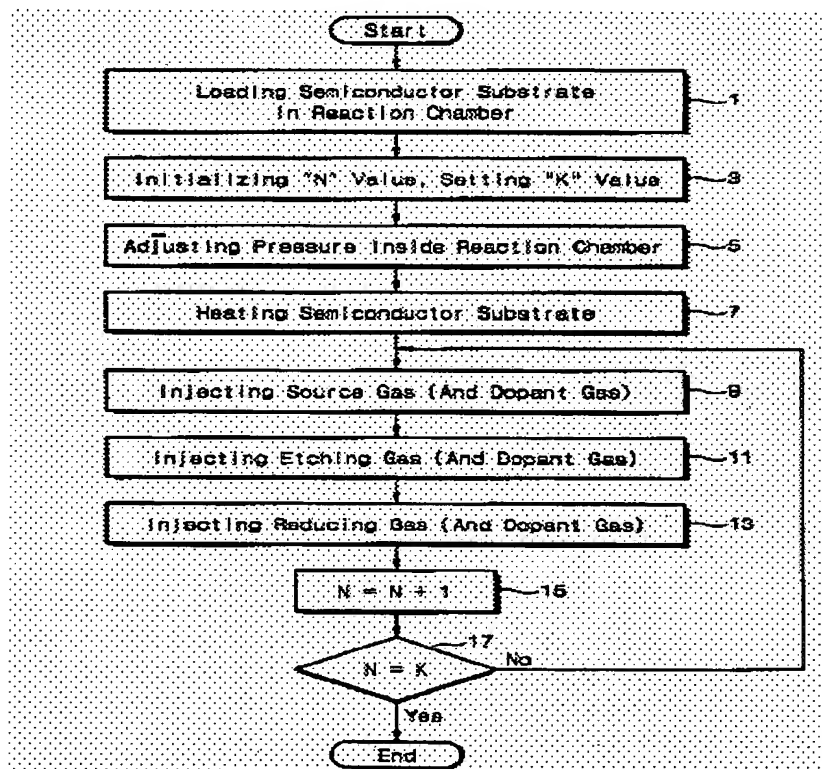 Start
Loading Semiconductor Substrate
in Reaction Chamber
1
Initializing "N" Value, Setting "K" Value
3
Adjusting Pressure Inside Reaction Chamber
5
Heating Semiconductor Substrate
7
Injecting Source Gas (And Dopant Gas)
9
Injecting Etching Gas (And Dopant Gas)
11
Injecting Reducing Gas (And Dopant Gas)
13
N = N + 1
15
17
N = K
No
Yes
End